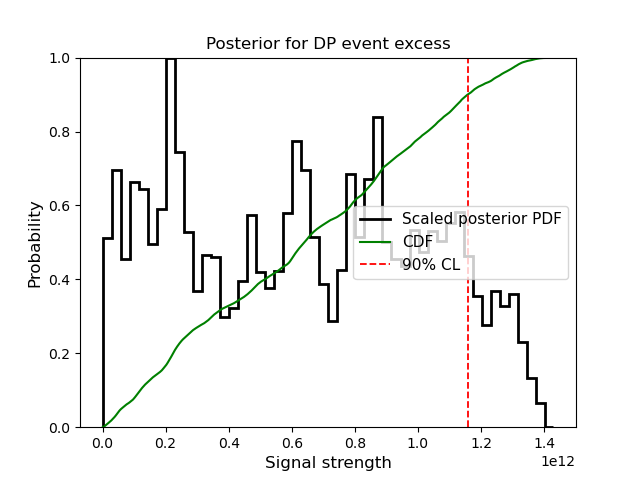 Posterior for DP event excess
Probability
1.0
0.8
0.6
0.4
0.2
0.0
Scaled posterior PDF
CDF
90% CL
0.0 0.2 0.4 0.6 0.8 1.0 1.2 1.4
1e12
Signal strength